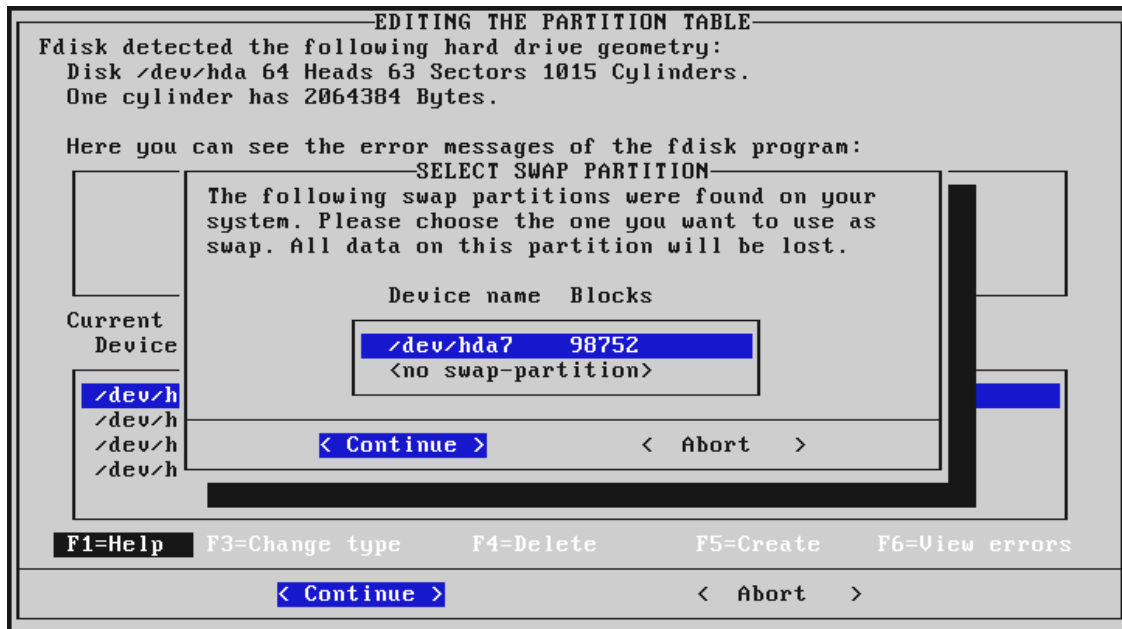 EDITING THE PARTITION TABLE
Fdisk detected the following hard drive geometry:
Disk /dev/hda 64 Heads 63 Sectors 1015 Cylinders.
One cylinder has 2064384 Bytes.
Here you can see the error messages of the fdisk program:
SELECT SWAP PARTITION
The following swap partitions were found on your
system. Please choose the one you want to use as
swap. All data on this partition will be lost.
Device name Blocks
/dev/hda7 98752
<no swap-partition>
< Continue > < Abort >
Current
Device
/dev/h
/dev/h
/dev/h
/dev/h
F1=Help F3=Change type F4=Delete F5=Create F6=View errors
< Continue > < Abort >